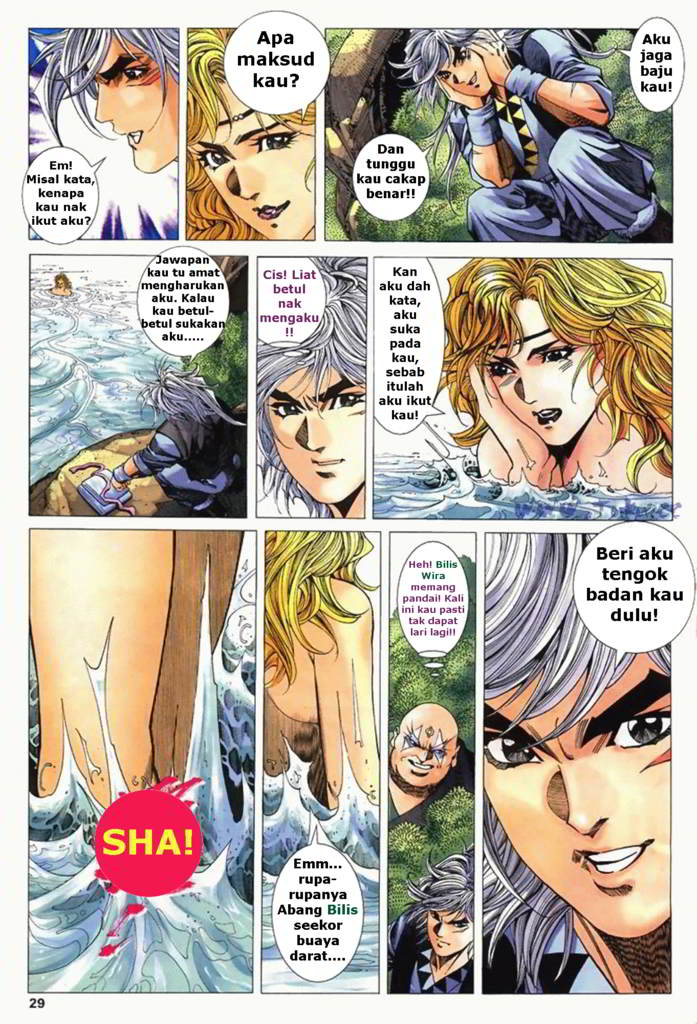 Em!
Misal kata,
kenapa
kau nak
ikut aku?
Apa
maksud
kau?
Dan
tunggu
kau cakap
benar!!
Aku
jaga
baju
kau!
Jawapan
kau tu amat
mengharukan
aku. Kalau
kau betul-
betul sukakan
aku.....
Cis! Liat
betul
nak
mengaku
!!
Kan
aku dah
kata,
aku
suka
pada
kau,
sebab
itulah
aku ikut
kau!
SHA!
Emm...
rupa-
rupanya
Abang Bilis
seekor
buaya
darat....
Heh! Bilis
Wira
memang
pandai! Kali
ini kau pasti
tak dapat
lari lagi!!
Beri aku
tengok
badan kau
dulu!
29